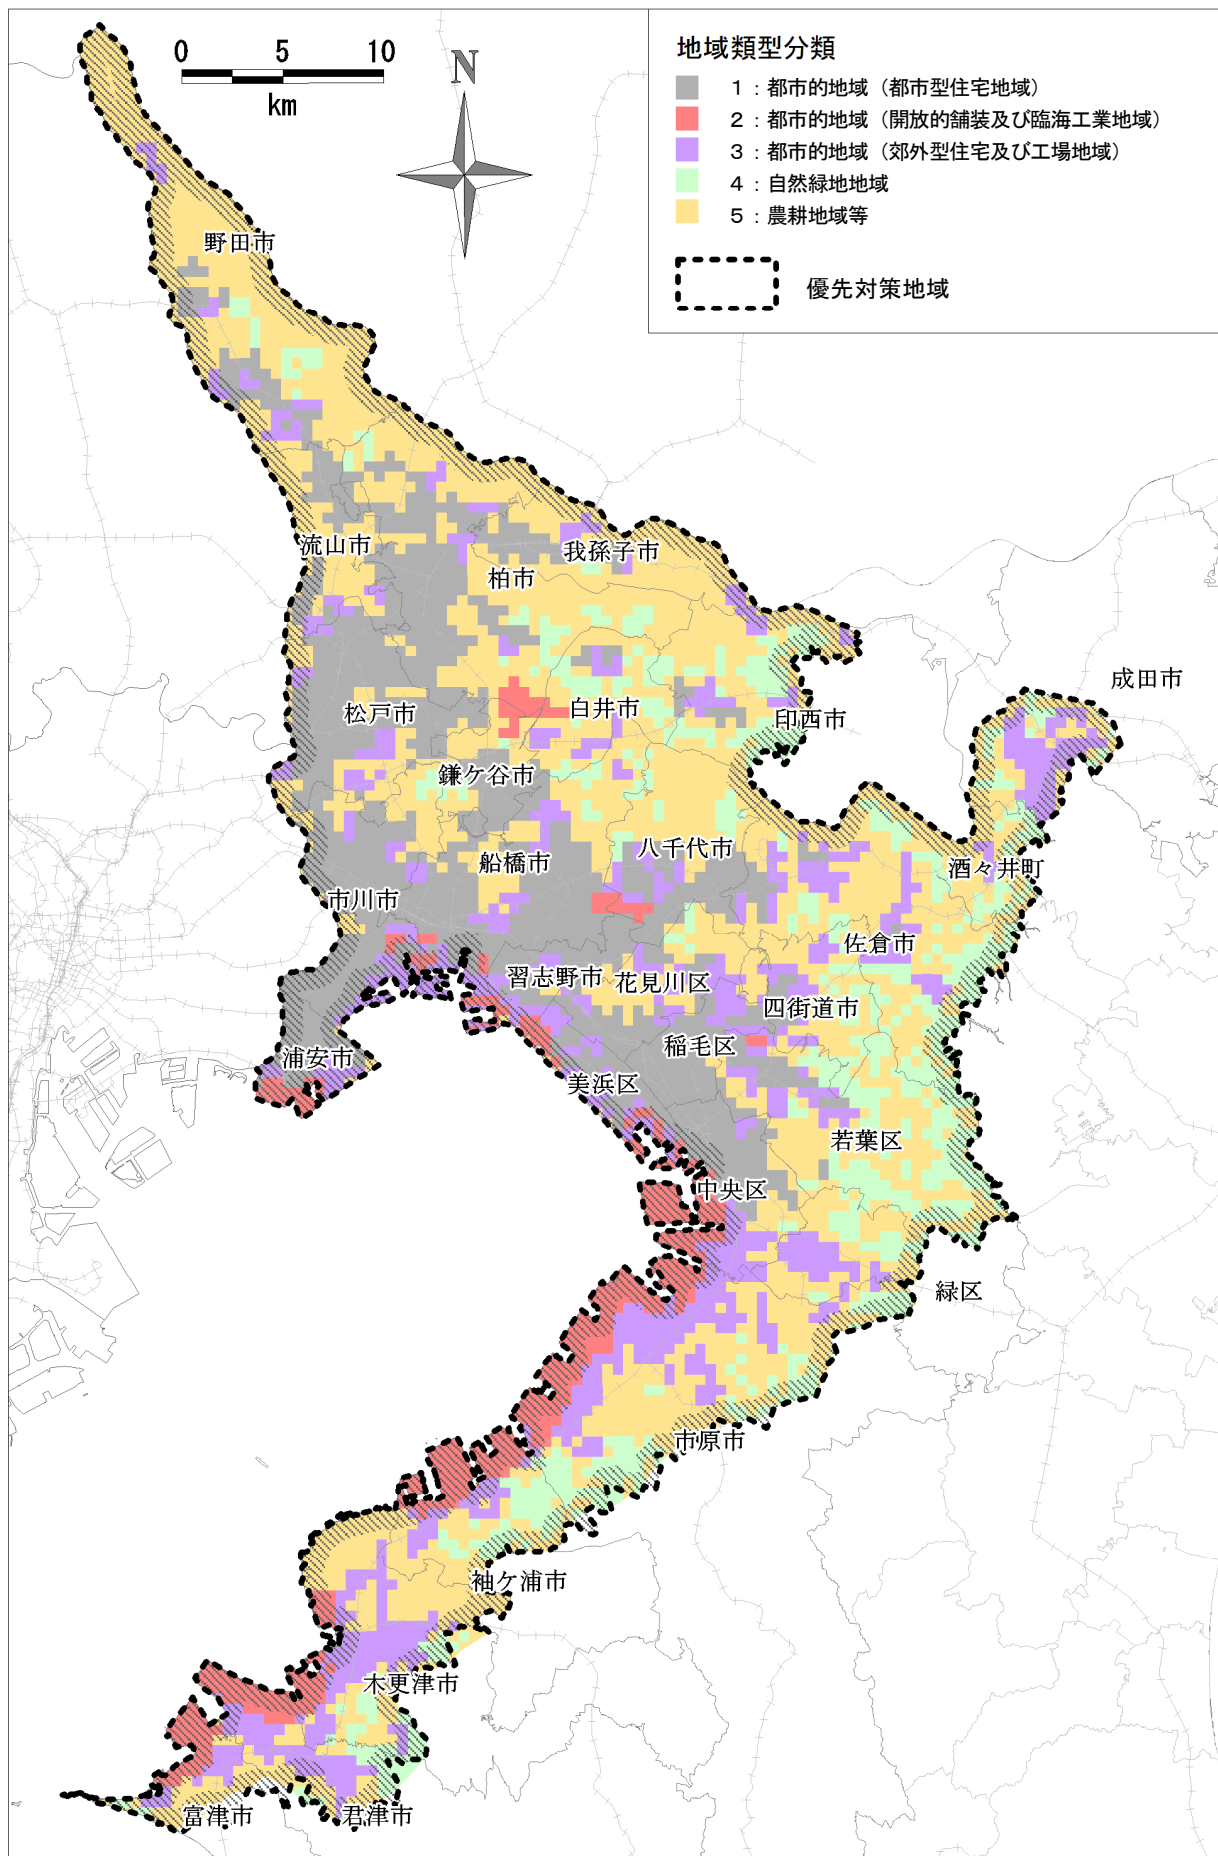 0 5 10
km
N
地域類型分類
1：都市的地域（都市型住宅地域）
2：都市的地域（開放的舗装及び臨海工業地域）
3：都市的地域（郊外型住宅及び工場地域）
4：自然緑地地域
5：農耕地域等
優先対策地域
野田市
流山市
我孫子市
柏市
成田市
松戸市
白井市
印西市
鎌ケ谷市
船橋市
八千代市
酒々井町
市川市
佐倉市
習志野市
花見川区
四街道市
浦安市
稲毛区
美浜区
若葉区
中央区
緑区
市原市
袖ケ浦市
木更津市
富津市
君津市